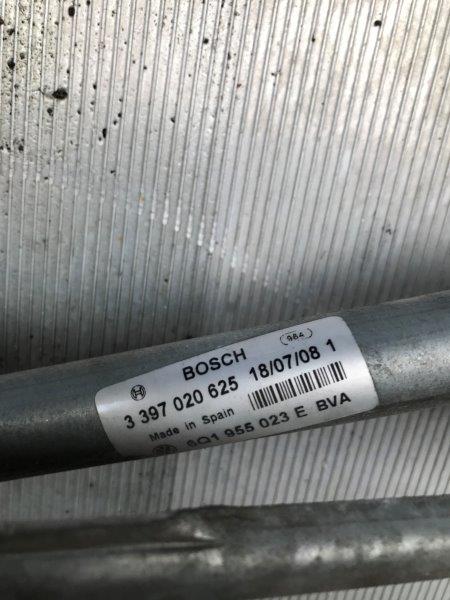 BOSCH 984
3 397 020 625 18/07/08 1
Made in Spain
6Q1 955 023 E BVA